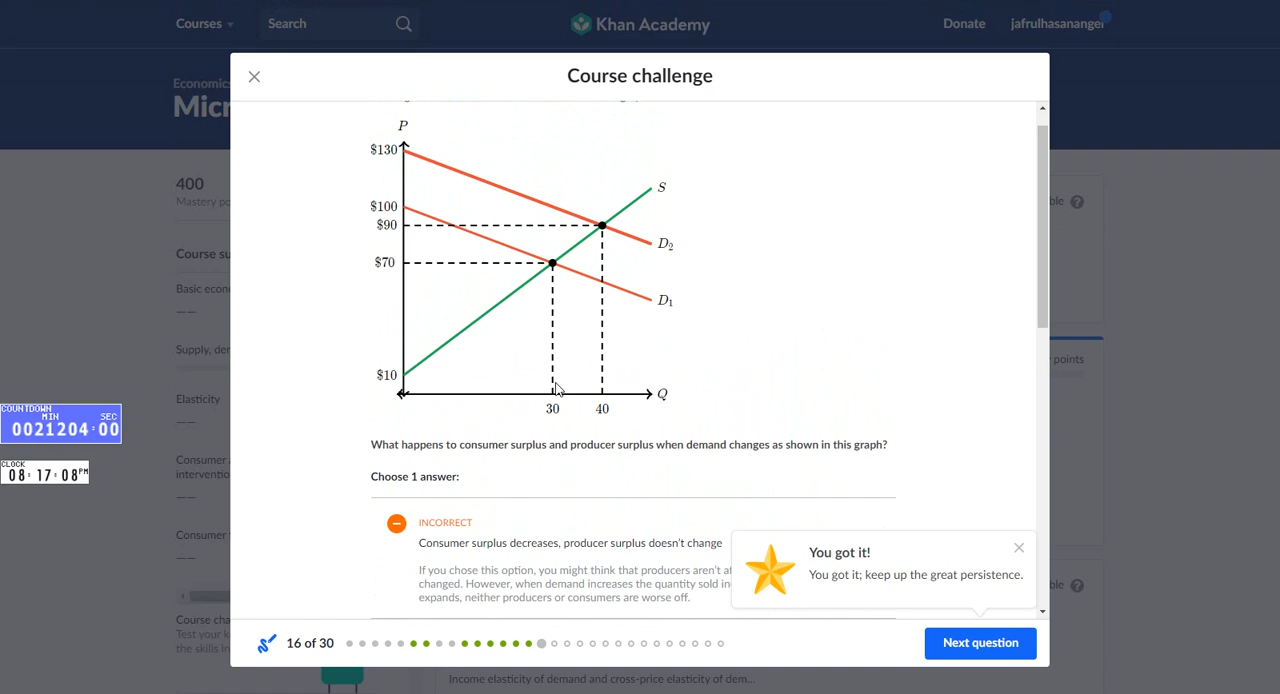 Courses
Search
Khan Academy
Donate
jafrulhasananger
Course challenge
Economics
Micr
400
Mastery po
Course su
Basic econo
Supply, de
Elasticity
Consumer a
interventio
Consumer
Course cha
Test your k
the skills in
P
$130
$100
$90
$70
$10
S
D2
D1
Q
30
40
What happens to consumer surplus and producer surplus when demand changes as shown in this graph?
Choose 1 answer:
INCORRECT
Consumer surplus decreases, producer surplus doesn't change
If you chose this option, you might think that producers aren't af
changed. However, when demand increases the quantity sold in
expands, neither producers or consumers are worse off.
You got it!
You got it; keep up the great persistence.
16 of 30
Next question
ble
points
ble
Income elasticity of demand and cross-price elasticity of dem...
COUNTDOWN
MIN SEC
0021204:00
CLOCK
08:17:08PM